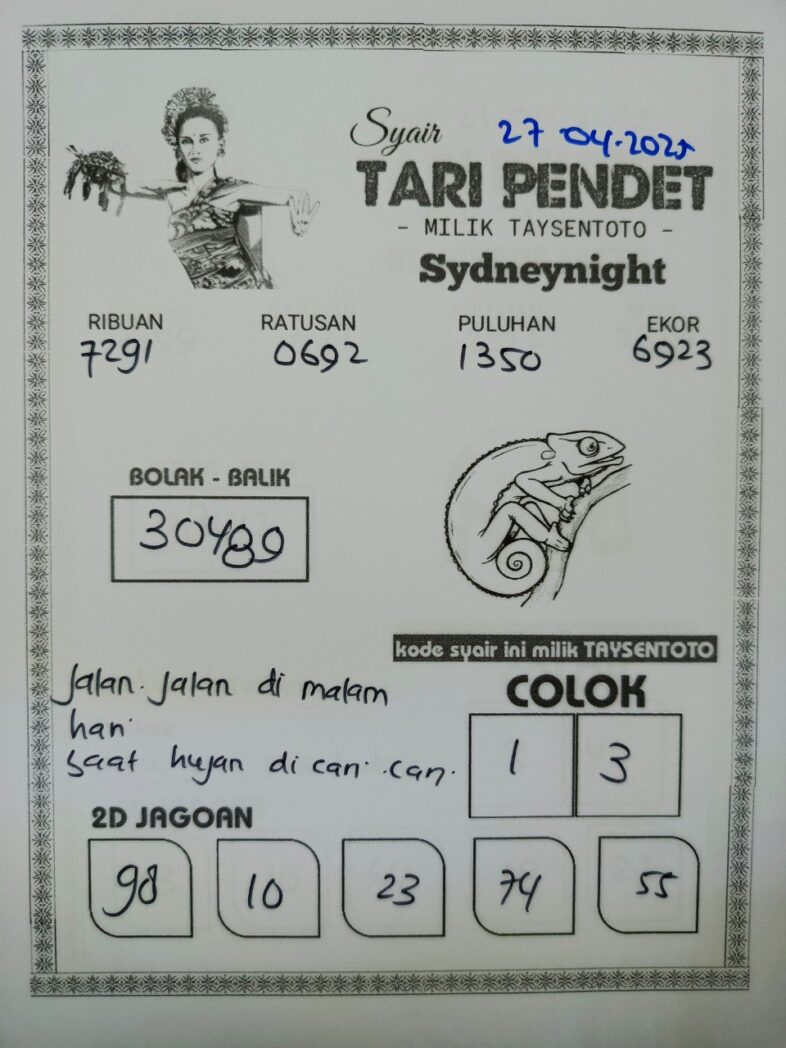 Syair 27-04-2025
TARI PENDET
- MILIK TAYSENTOTO -
Sydneynight
RIBUAN RATUSAN PULUHAN EKOR
7291 0692 1350 6923
BOLAK - BALIK
30489
kode syair ini milik TAYSENTOTO
Jalan-Jalan di malam
hari
saat hujan di cari-cari
COLOK
1 3
2D JAGOAN
98 10 23 74 55